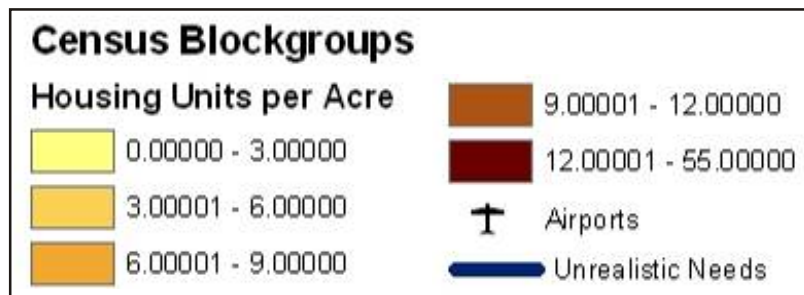 Census Blockgroups
Housing Units per Acre
0.00000 - 3.00000
3.00001 - 6.00000
6.00001 - 9.00000
9.00001 - 12.00000
12.00001 - 55.00000
Airports
Unrealistic Needs